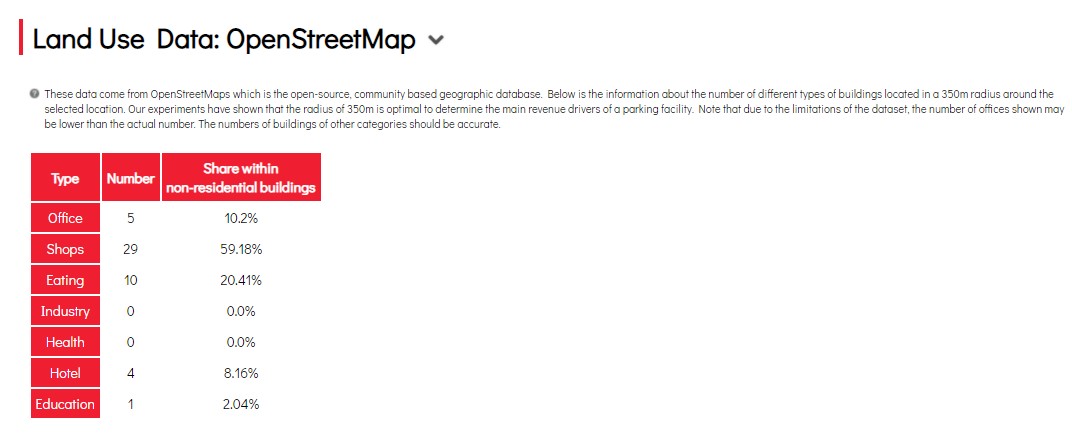 Land Use Data: OpenStreetMap
These data come from OpenStreetMaps which is the open-source, community based geographic database. Below is the information about the number of different types of buildings located in a 350m radius around the
selected location. Our experiments have shown that the radius of 350m is optimal to determine the main revenue drivers of a parking facility. Note that due to the limitations of the dataset, the number of offices shown may
be lower than the actual number. The numbers of buildings of other categories should be accurate.
Type Number Share within
non-residential buildings
Office 5 10.2%
Shops 29 59.18%
Eating 10 20.41%
Industry 0 0.0%
Health 0 0.0%
Hotel 4 8.16%
Education 1 2.04%